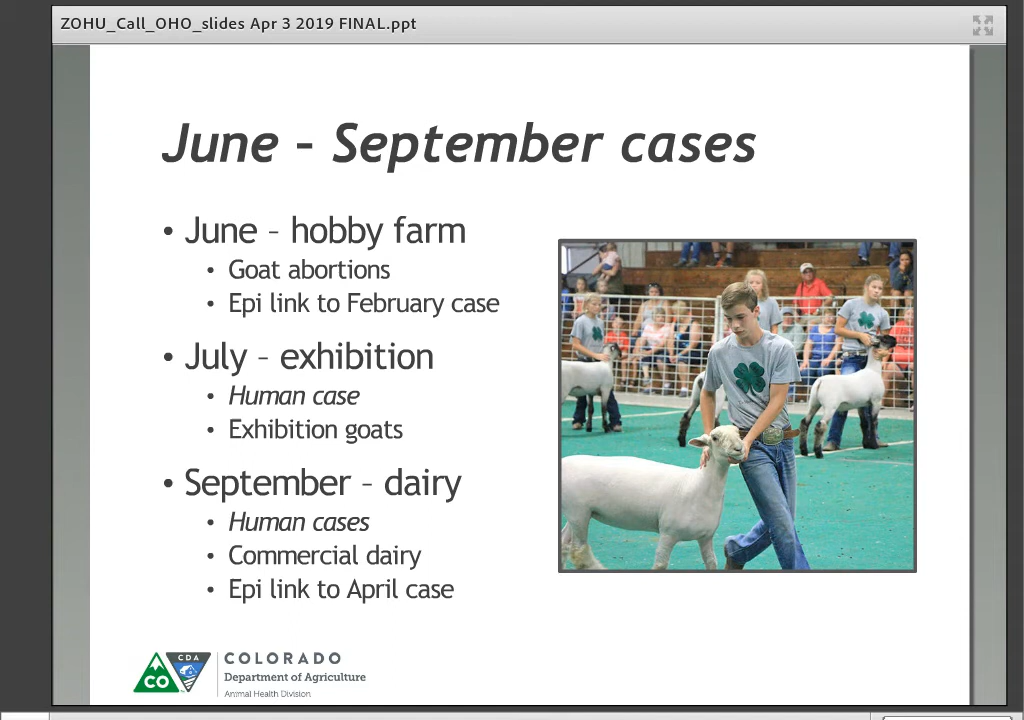 ZOHU_Call_OHO_slides Apr 3 2019 FINAL.ppt
June – September cases
• June – hobby farm
• Goat abortions
• Epi link to February case
• July – exhibition
• Human case
• Exhibition goats
• September – dairy
• Human cases
• Commercial dairy
• Epi link to April case
CO
CDA
COLORADO
Department of Agriculture
Animal Health Division